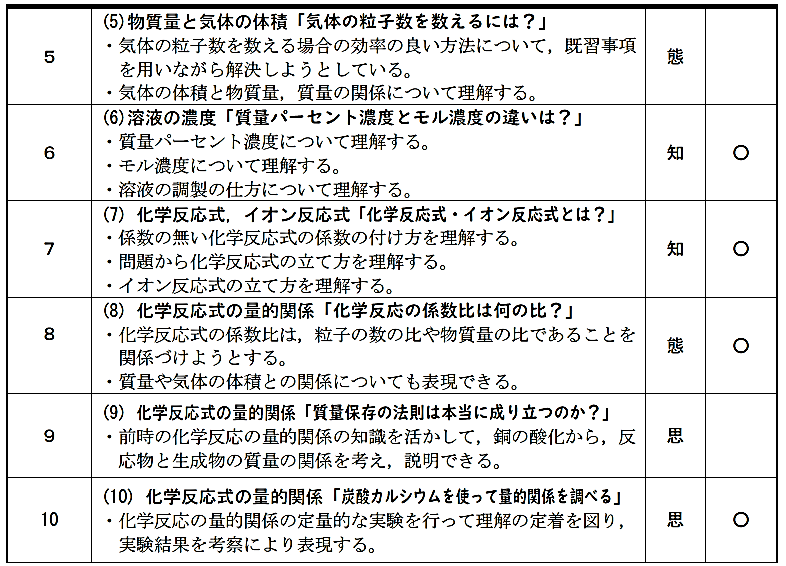 (5)物質量と気体の体積「気体の粒子数を数えるには？」
5
・気体の粒子数を数える場合の効率の良い方法について，既習事項
を用いながら解決しようとしている。
態
・気体の体積と物質量，質量の関係について理解する。
(6)溶液の濃度「質量パーセント濃度とモル濃度の違いは？」
・質量パーセント濃度について理解する。
6
・モル濃度について理解する。
知
○
・溶液の調製の仕方について理解する。
(7) 化学反応式，イオン反応式「化学反応式・イオン反応式とは？」
・係数の無い化学反応式の係数の付け方を理解する。
7
・問題から化学反応式の立て方を理解する。
知
○
・イオン反応式の立て方を理解する。
(8) 化学反応式の量的関係「化学反応の係数比は何の比？」
8
・化学反応式の係数比は，粒子の数の比や物質量の比であることを
関係づけようとする。
態
○
・質量や気体の体積との関係についても表現できる。
(9) 化学反応式の量的関係「質量保存の法則は本当に成り立つのか？」
9
・前時の化学反応の量的関係の知識を活かして，銅の酸化から，反
応物と生成物の質量の関係を考え，説明できる。
思
(10) 化学反応式の量的関係「炭酸カルシウムを使って量的関係を調べる」
10
・化学反応の量的関係の定量的な実験を行って理解の定着を図り，
実験結果を考察により表現する。
思
○